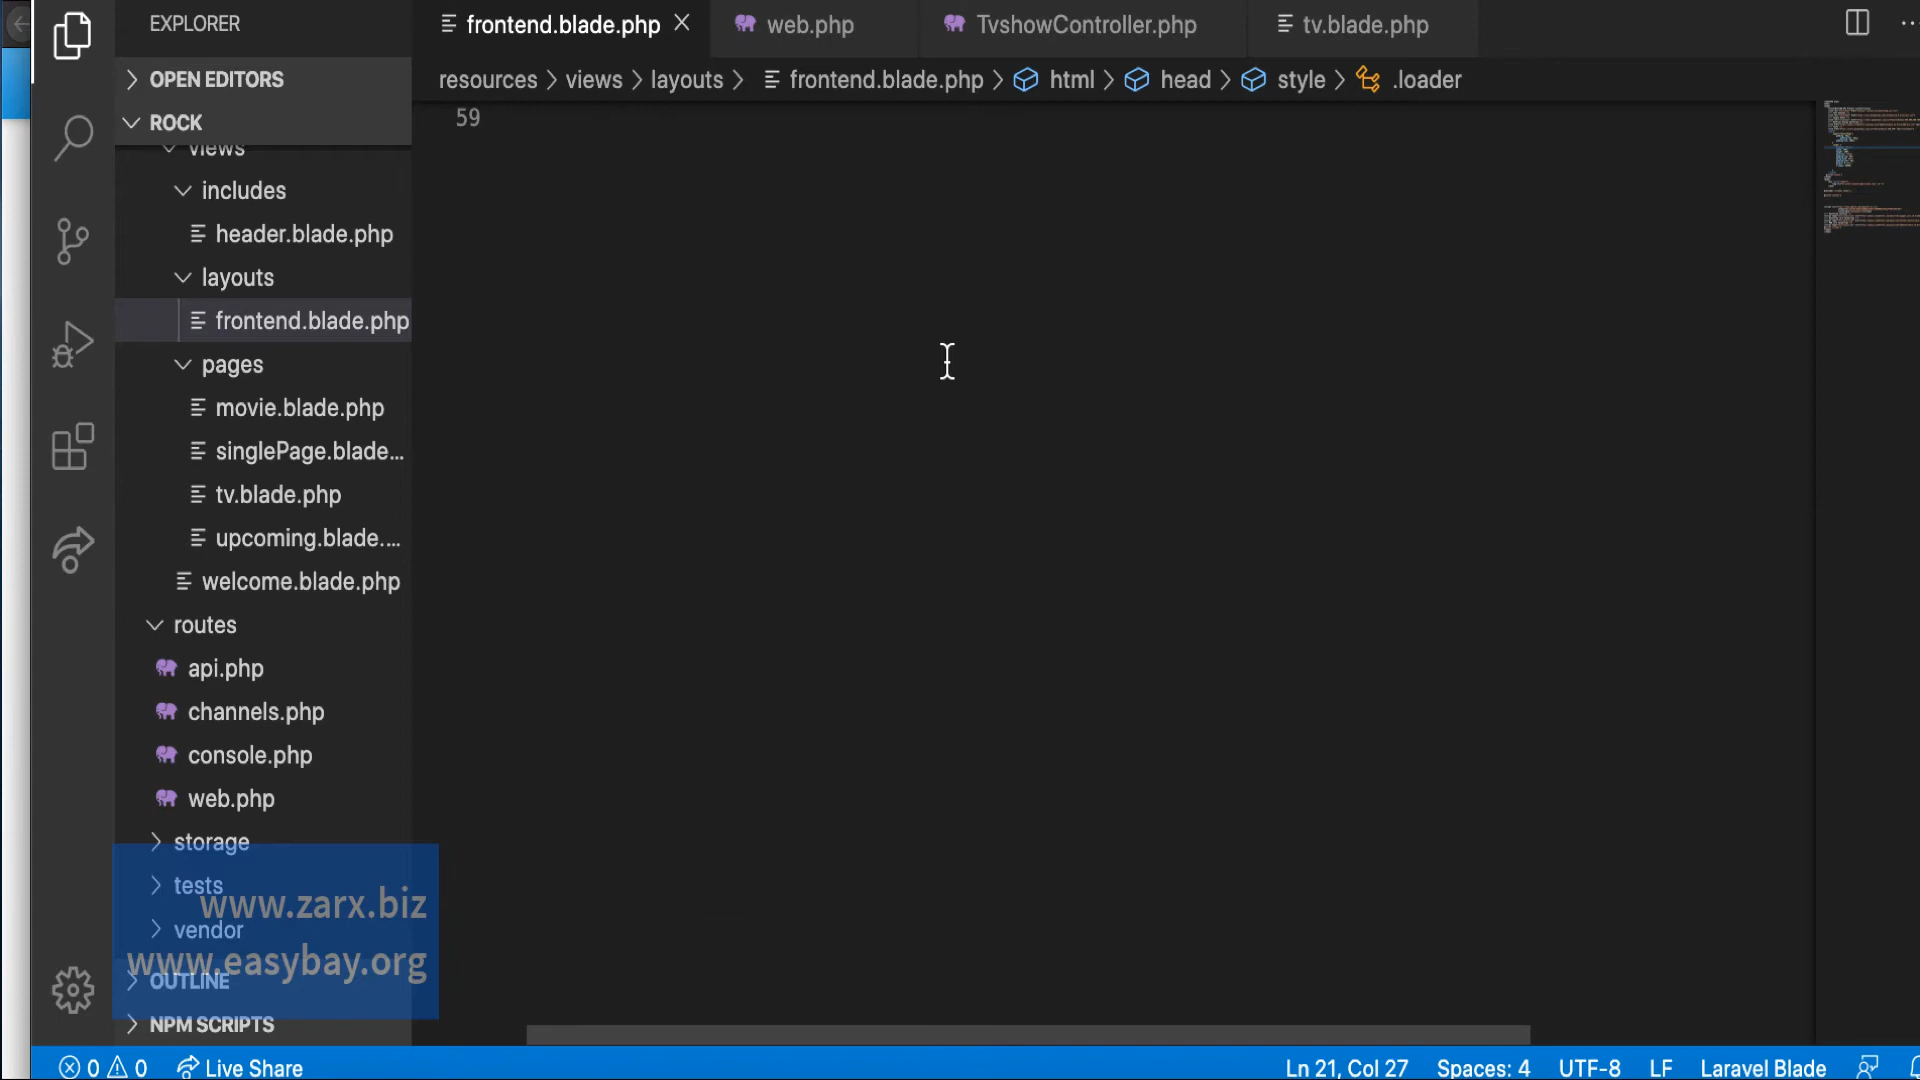 EXPLORER
frontend.blade.php
web.php
TvshowController.php
tv.blade.php
OPEN EDITORS
resources > views > layouts > frontend.blade.php > html > head > style > .loader
ROCK
59
views
includes
header.blade.php
layouts
frontend.blade.php
pages
movie.blade.php
singlePage.blade...
tv.blade.php
upcoming.blade....
welcome.blade.php
routes
api.php
channels.php
console.php
web.php
storage
tests
www.zarx.biz
vendor
www.easybay.org
OUTLINE
NPM SCRIPTS
0 0 Live Share
Ln 21, Col 27 Spaces: 4 UTF-8 LF Laravel Blade